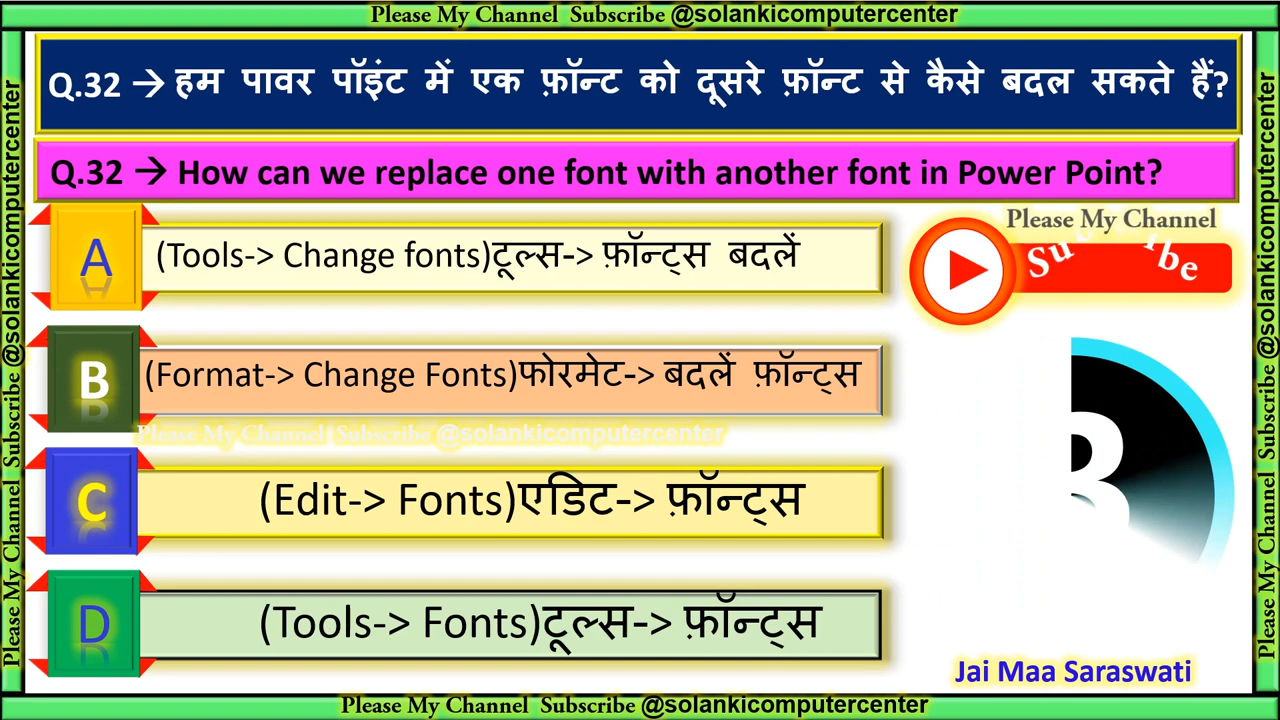 Please My Channel Subscribe @solankicomputercenter
Q.32 → हम पावर पॉइंट में एक फ़ॉन्ट को दूसरे फ़ॉन्ट से कैसे बदल सकते हैं?
Q.32 → How can we replace one font with another font in Power Point?
A
(Tools-> Change fonts)टूल्स-> फ़ॉन्ट्स बदलें
Please My Channel
Subscribe
B
(Format-> Change Fonts)फोरमेट-> बदलें फ़ॉन्ट्स
Please My Channel Subscribe @solankicomputercenter
C
(Edit-> Fonts)एडिट-> फ़ॉन्ट्स
D
(Tools-> Fonts)टूल्स-> फ़ॉन्ट्स
Jai Maa Saraswati
Please My Channel Subscribe @solankicomputercenter
Please My Channel Subscribe @solankicomputercenter
Please My Channel Subscribe @solankicomputercenter